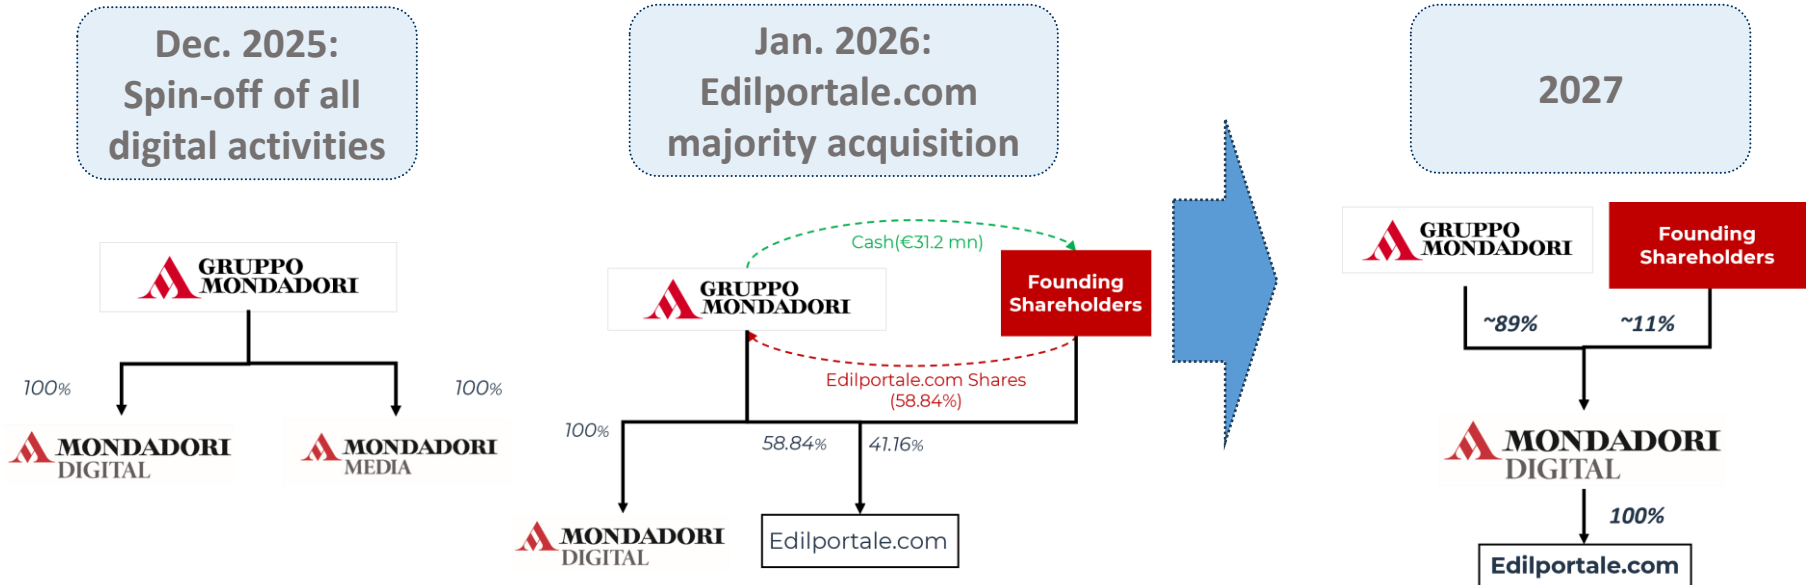 Dec. 2025:
Spin-off of all
digital activities
GRUPPO
MONDADORI
100%
100%
MONDADORI
DIGITAL
MONDADORI
MEDIA
Jan. 2026:
Edilportale.com
majority acquisition
Cash(€31.2 mn)
GRUPPO
MONDADORI
Founding
Shareholders
Edilportale.com Shares
(58.84%)
100%
58.84%
41.16%
MONDADORI
DIGITAL
Edilportale.com
2027
GRUPPO
MONDADORI
Founding
Shareholders
~89%
~11%
MONDADORI
DIGITAL
100%
Edilportale.com